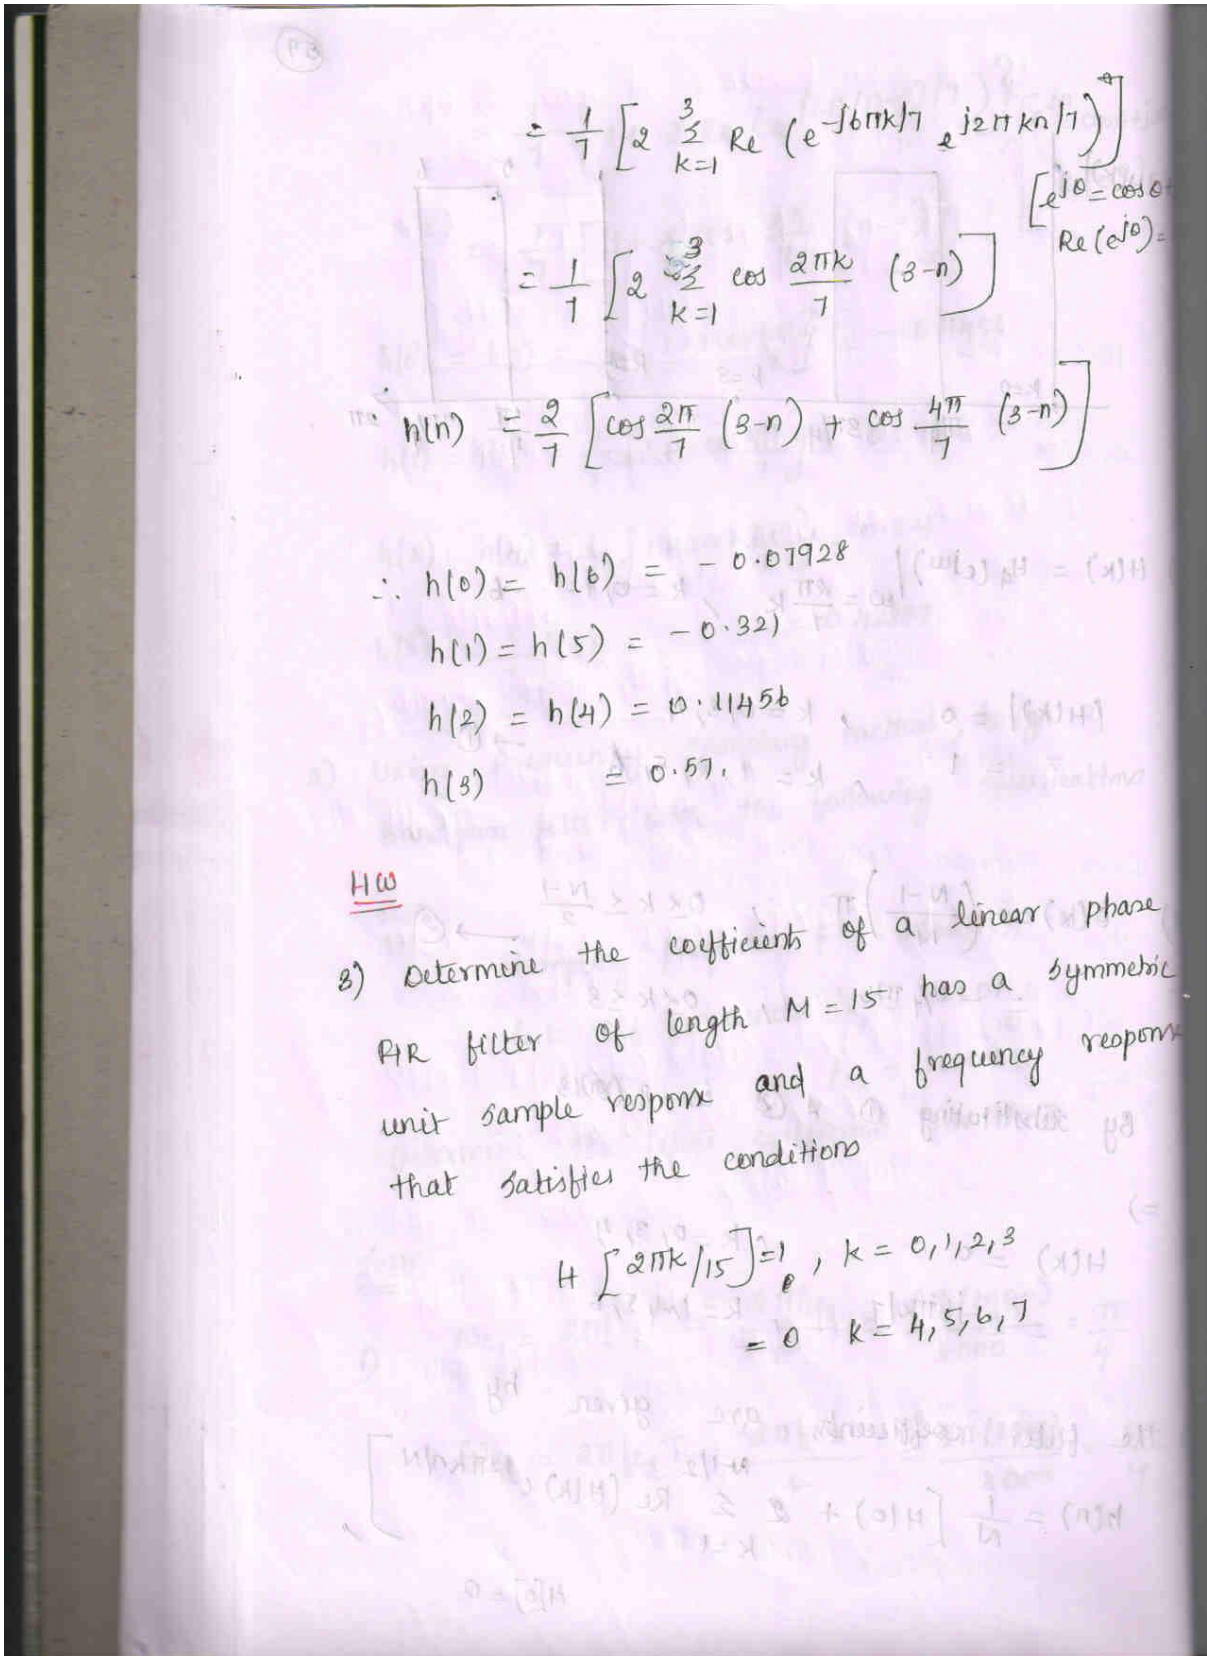 = 1/7 [2 3 Σ k=1 Re (e^-j6πk/7 e^j2πkn/7)]
[e^jθ = cosθ+
Re(e^jθ) =
= 1/7 [2 3 Σ k=1 cos 2πk/7 (3-n)]
h(n) = 2/7 [cos 2π/7 (3-n) + cos 4π/7 (3-n)]
∴ h(0) = h(6) = - 0.07928
h(1) = h(5) = - 0.321
h(2) = h(4) = 0.11456
h(3) = 0.57.
HW
3) Determine the coefficients of a linear phase
FIR filter of length M = 15 has a symmetric
unit sample response and a frequency response
that satisfies the conditions
H [2πk/15] = 1, k = 0,1,2,3
= 0 k = 4,5,6,7